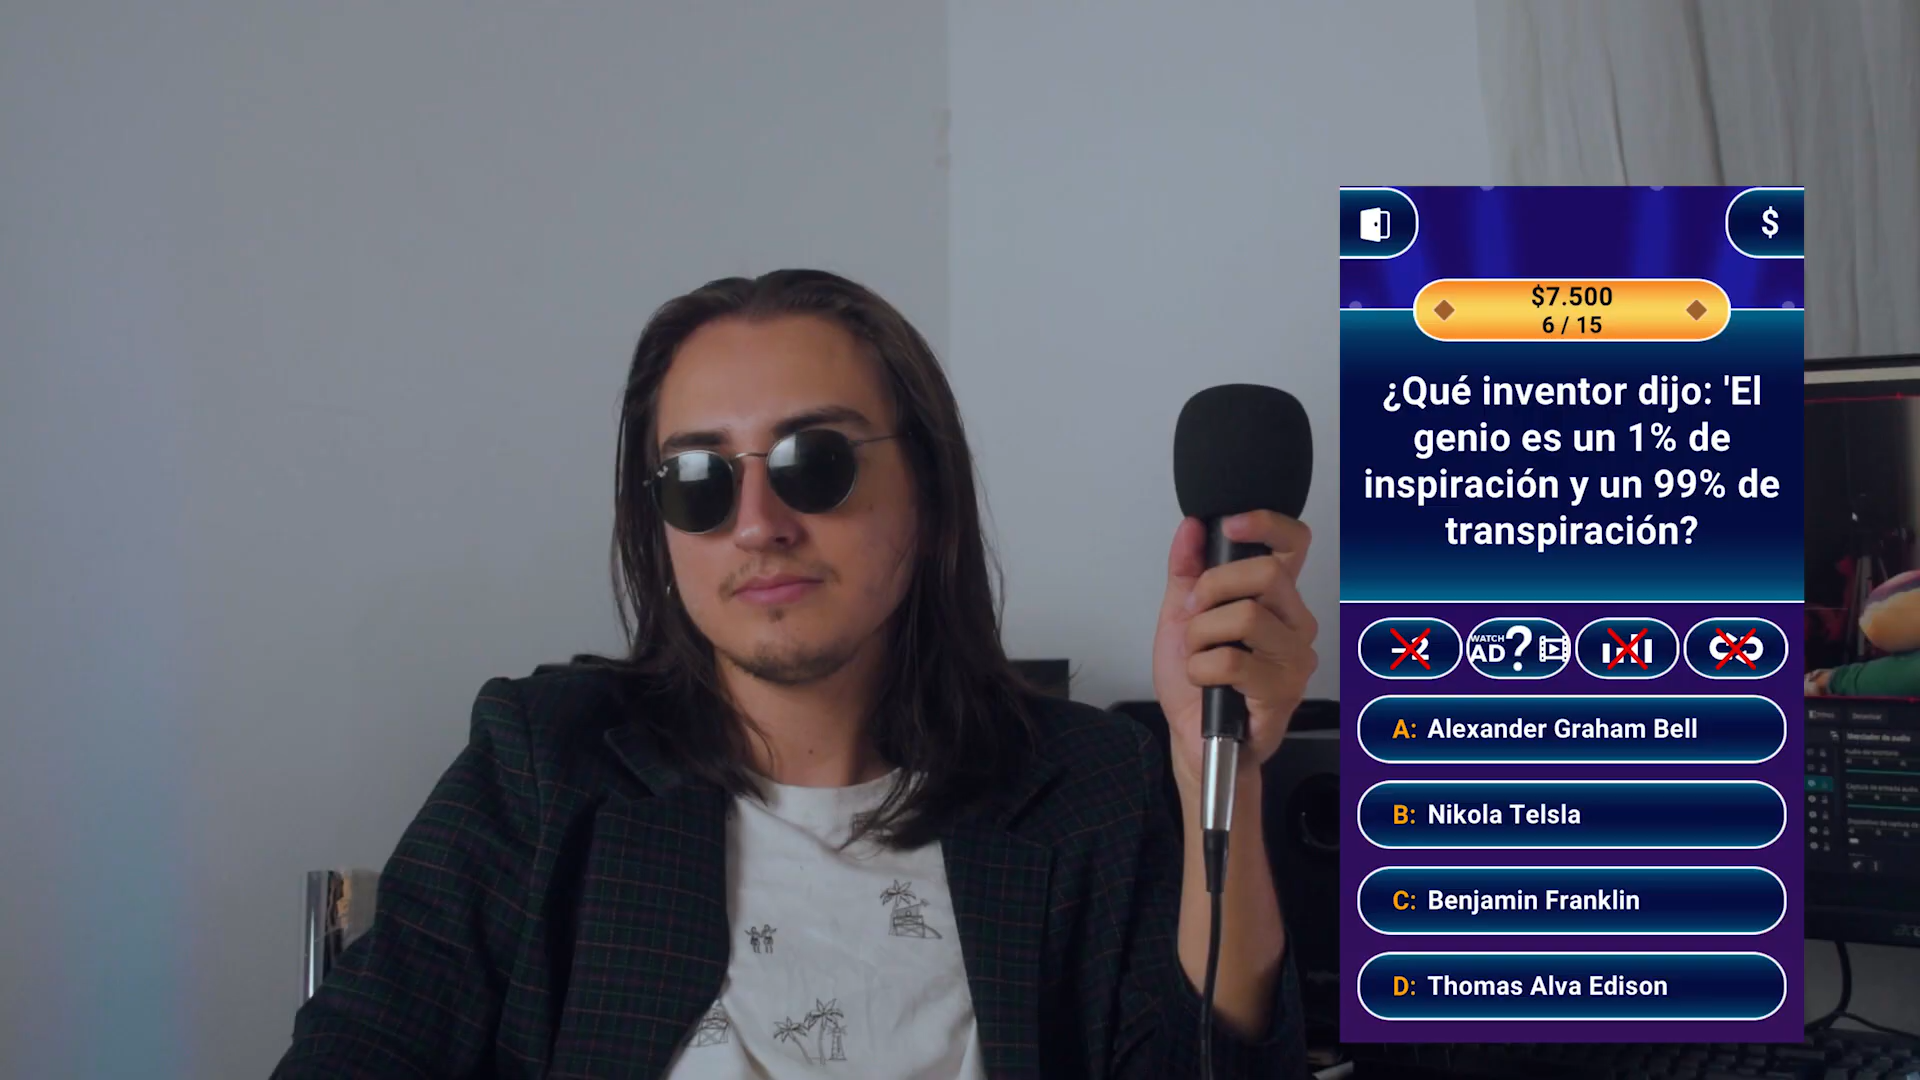 $
$7.500
6 / 15
¿Qué inventor dijo: 'El
genio es un 1% de
inspiración y un 99% de
transpiración?
-2
WATCH
AD ?
A: Alexander Graham Bell
B: Nikola Telsla
C: Benjamin Franklin
D: Thomas Alva Edison